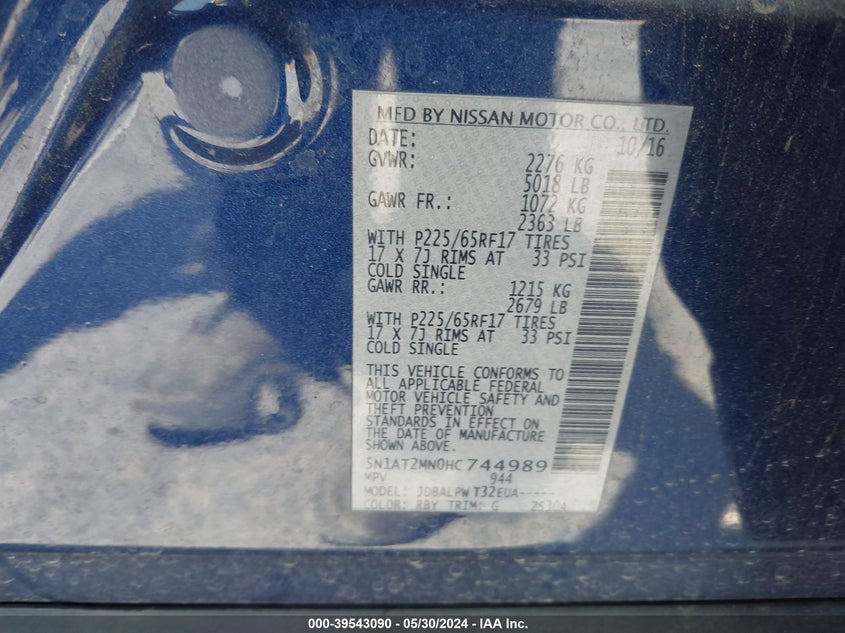 MFD BY NISSAN MOTOR CO., LTD.
DATE: 10/16
GVWR: 2276 KG
5018 LB
GAWR FR.: 1072 KG
2363 LB
WITH P225/65RF17 TIRES
17 X 7J RIMS AT 33 PSI
COLD SINGLE
GAWR RR.: 1215 KG
2679 LB
WITH P225/65RF17 TIRES
17 X 7J RIMS AT 33 PSI
COLD SINGLE
THIS VEHICLE CONFORMS TO
ALL APPLICABLE FEDERAL
MOTOR VEHICLE SAFETY AND
THEFT PREVENTION
STANDARDS IN EFFECT ON
THE DATE OF MANUFACTURE
SHOWN ABOVE.
5N1AT2MN0HC744989
MPV 944
MODEL: JDBALPW T32EUA-----
COLOR: RBY TRIM: G
000-39543090 - 05/30/2024 - IAA Inc.